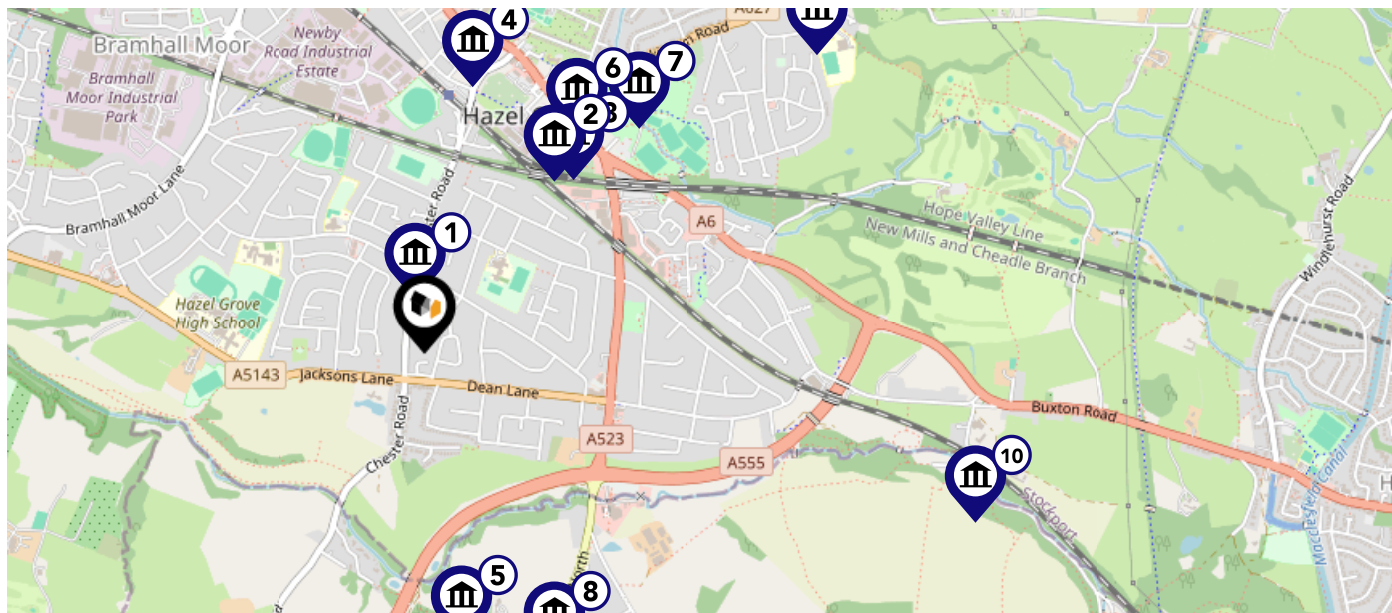 A627
4
Bramhall Moor
Newby
Road Industrial
Estate
Road
6
7
Bramhall
Moor Industrial
Park
Hazel
2
3
Bramhall Moor Lane
Road
1
A6
Hope Valley Line
New Mills and Cheadle Branch
Windlehurst Road
Hazel Grove
High School
A5143
Jacksons Lane
Dean Lane
Buxton Road
Chester Road
A523
A555
10
Stockport
Macclesfield Canal
H
5
8